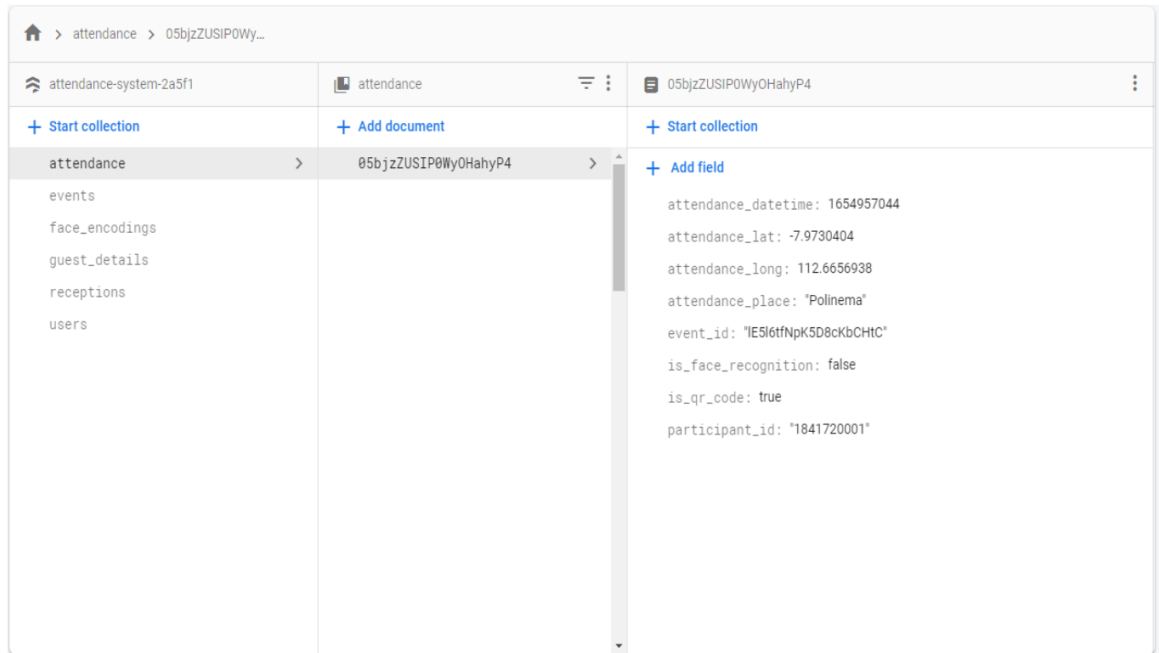 attendance > 05bjzZUSIP0Wy...
attendance-system-2a5f1
+ Start collection
attendance >
events
face_encodings
guest_details
receptions
users
attendance
+ Add document
05bjzZUSIP0WyOHahyP4 >
05bjzZUSIP0WyOHahyP4
+ Start collection
+ Add field
attendance_datetime: 1654957044
attendance_lat: -7.9730404
attendance_long: 112.6656938
attendance_place: "Polinema"
event_id: "lE5l6tfNpK5D8cKbCHtC"
is_face_recognition: false
is_qr_code: true
participant_id: "1841720001"